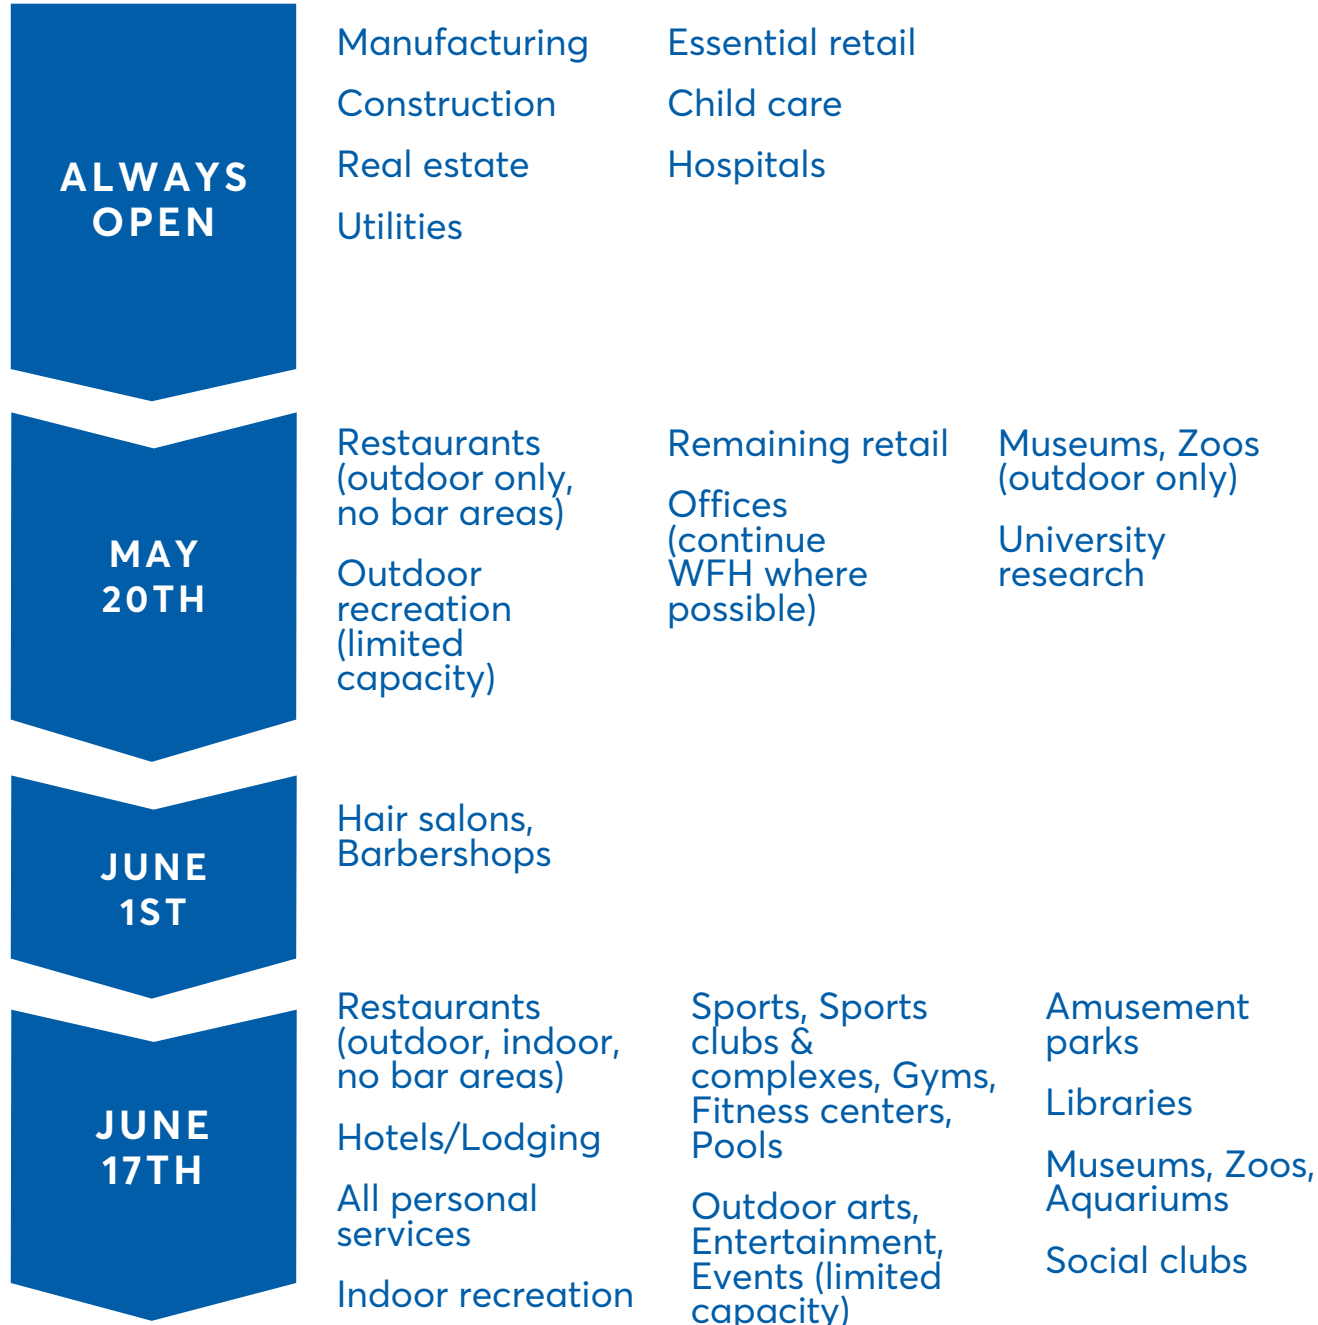 ALWAYS
OPEN
Manufacturing
Construction
Real estate
Utilities
Essential retail
Child care
Hospitals
MAY
20TH
Restaurants
(outdoor only,
no bar areas)
Outdoor
recreation
(limited
capacity)
Remaining retail
Offices
(continue
WFH where
possible)
Museums, Zoos
(outdoor only)
University
research
JUNE
1ST
Hair salons,
Barbershops
JUNE
17TH
Restaurants
(outdoor, indoor,
no bar areas)
Hotels/Lodging
All personal
services
Indoor recreation
Sports, Sports
clubs &
complexes, Gyms,
Fitness centers,
Pools
Outdoor arts,
Entertainment,
Events (limited
capacity)
Amusement
parks
Libraries
Museums, Zoos,
Aquariums
Social clubs